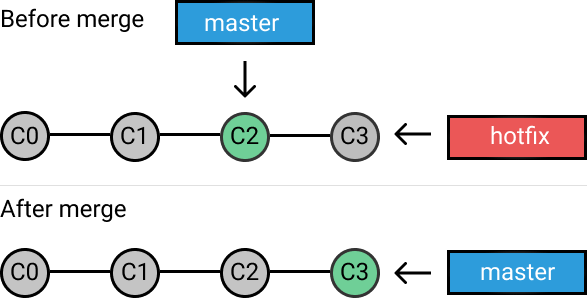 Before merge
master
C0 C1 C2 C3
hotfix
After merge
C0 C1 C2 C3
master